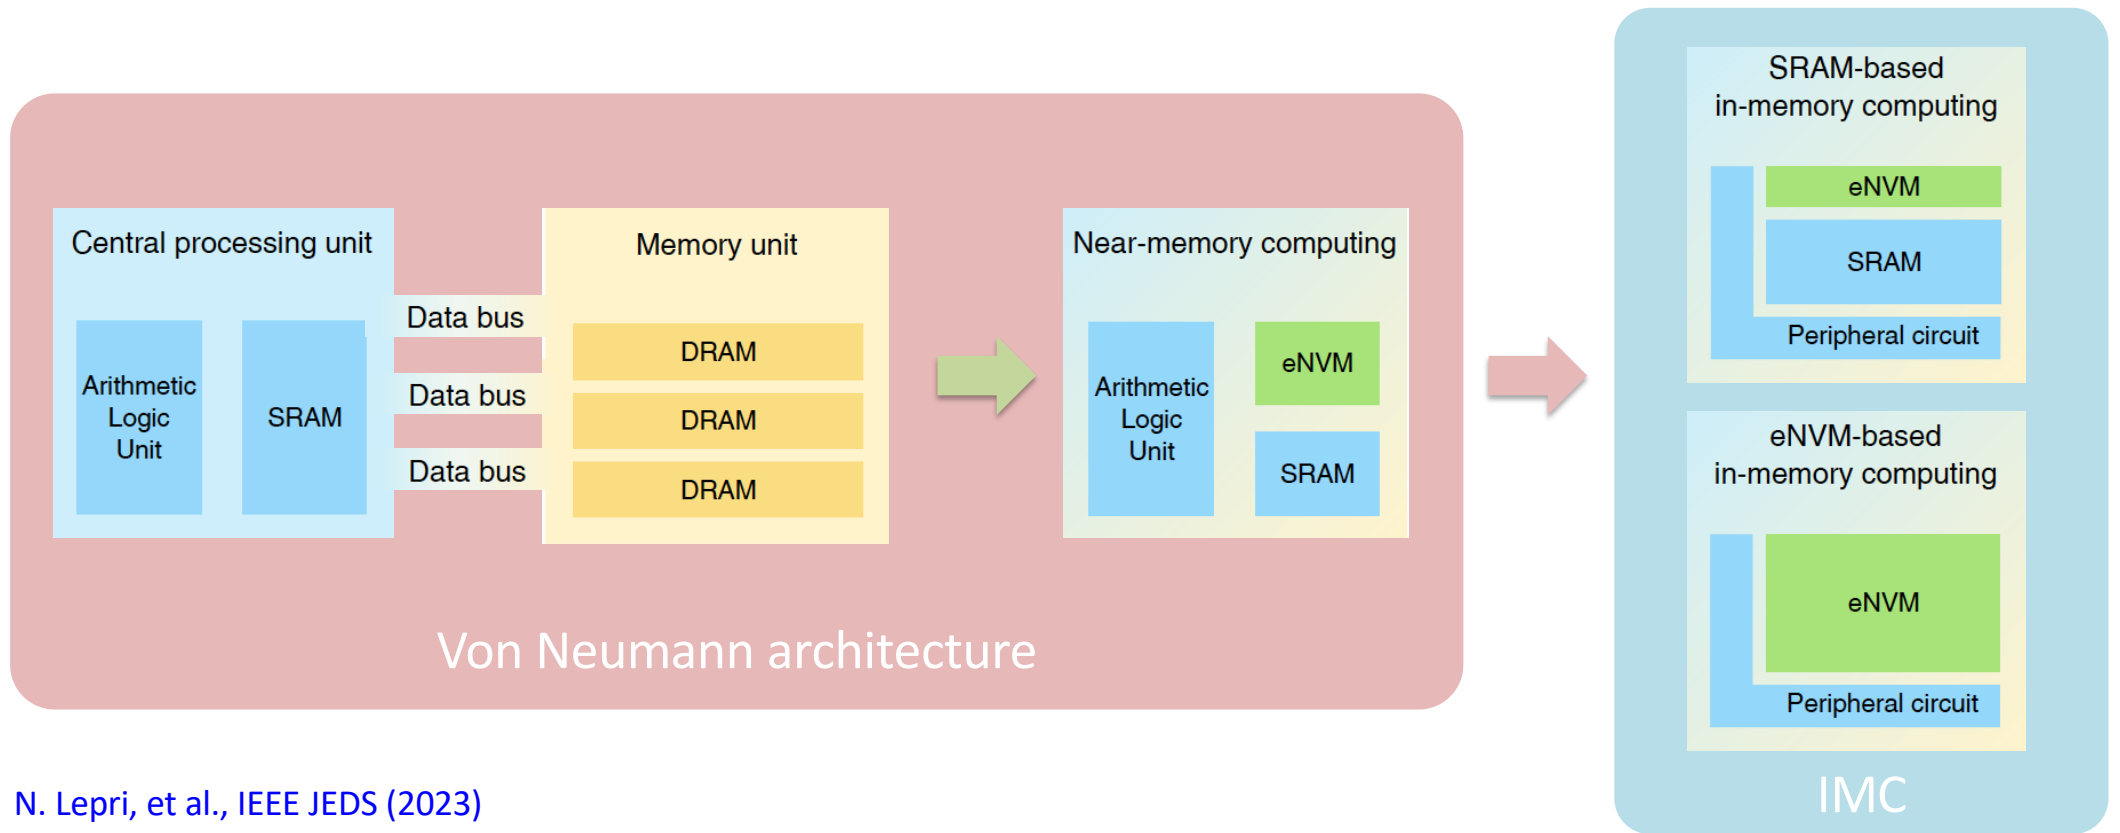 Central processing unit
Arithmetic
Logic
Unit
SRAM
Data bus
Data bus
Data bus
Memory unit
DRAM
DRAM
DRAM
Near-memory computing
Arithmetic
Logic
Unit
eNVM
SRAM
Von Neumann architecture
SRAM-based
in-memory computing
eNVM
SRAM
Peripheral circuit
eNVM-based
in-memory computing
eNVM
Peripheral circuit
IMC
N. Lepri, et al., IEEE JEDS (2023)